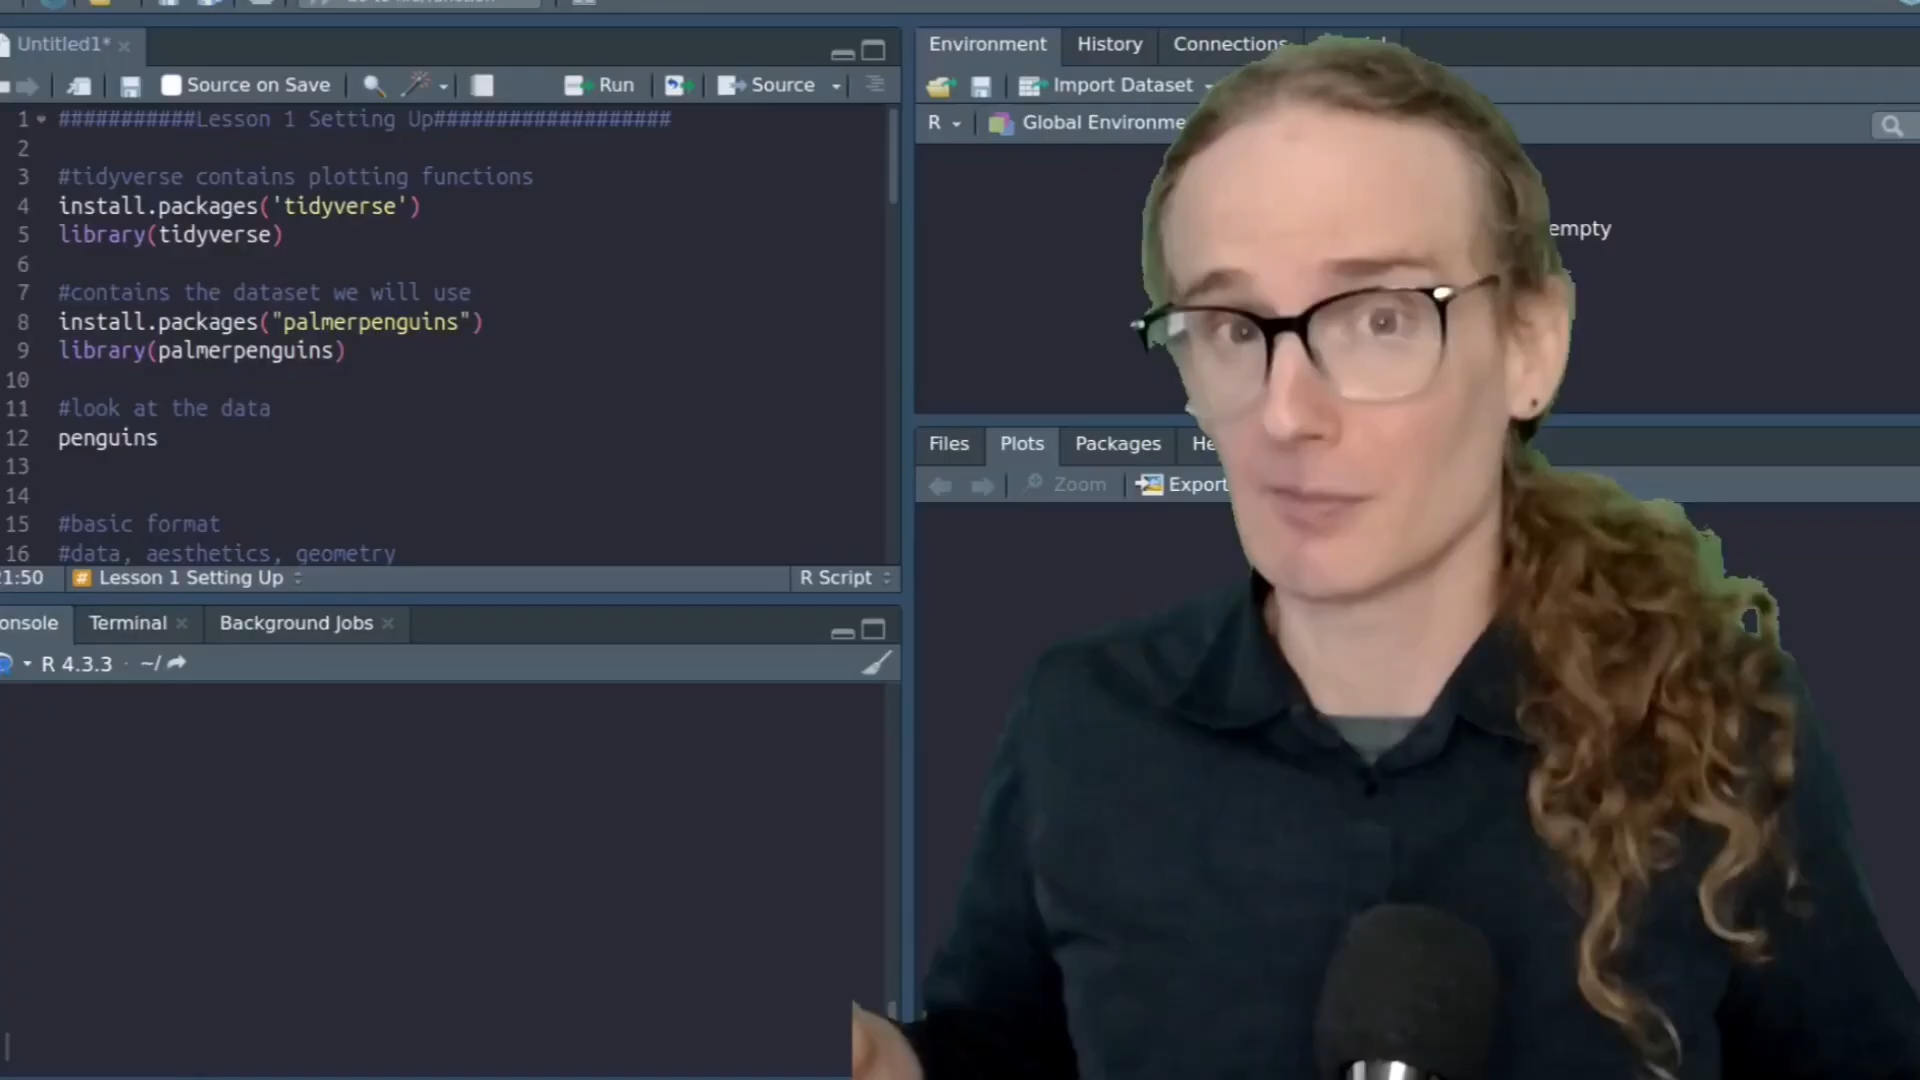 Untitled1*
Source on Save
Run
Source
1 ###########Lesson 1 Setting Up###################
2
3 #tidyverse contains plotting functions
4 install.packages('tidyverse')
5 library(tidyverse)
6
7 #contains the dataset we will use
8 install.packages("palmerpenguins")
9 library(palmerpenguins)
10
11 #look at the data
12 penguins
13
14
15 #basic format
16 #data, aesthetics, geometry
1:50
# Lesson 1 Setting Up
R Script
onsole
Terminal
Background Jobs
R 4.3.3 · ~/
Environment
History
Connections
Import Dataset
R
Global Environme
empty
Files
Plots
Packages
He
Zoom
Export